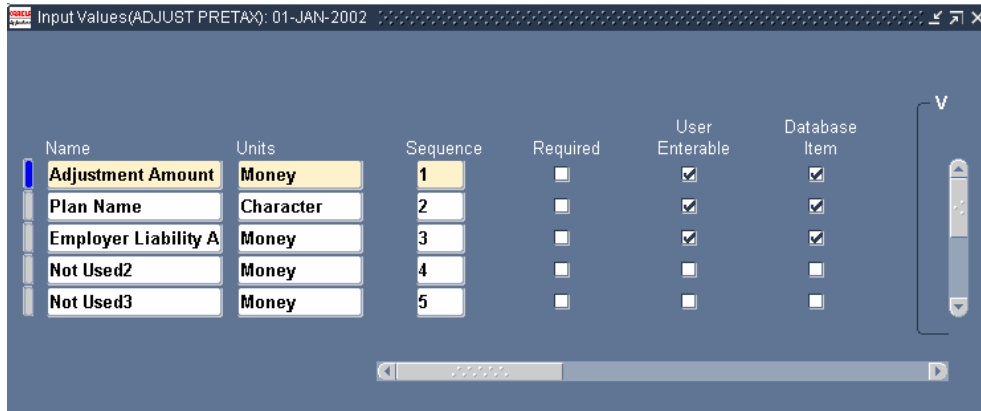 ORACLE
Input Values(ADJUST PRETAX): 01-JAN-2002
V
User Database
Name Units Sequence Required Enterable Item
Adjustment Amount Money 1
Plan Name Character 2
Employer Liability A Money 3
Not Used2 Money 4
Not Used3 Money 5